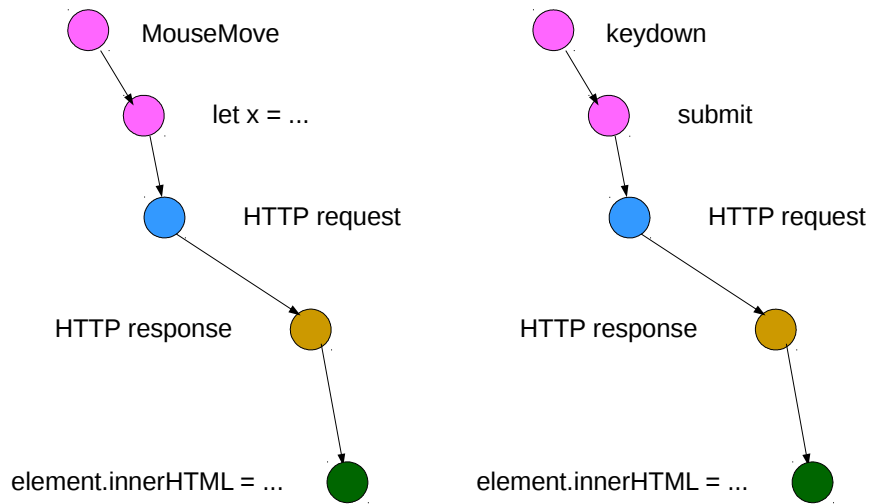 MouseMove
let x = ...
HTTP request
HTTP response
element.innerHTML = ...
keydown
submit
HTTP request
HTTP response
element.innerHTML = ...